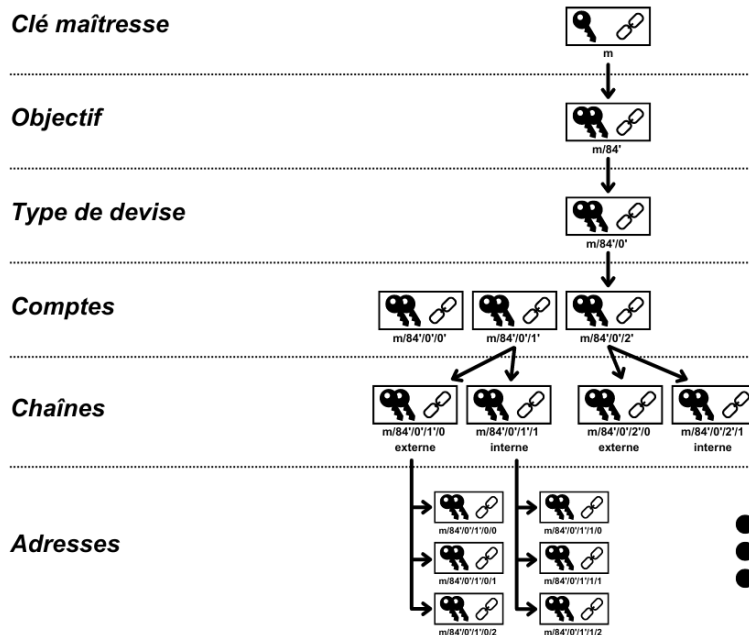 Clé maîtresse
m
Objectif
m/84'
Type de devise
m/84'/0'
Comptes
m/84'/0'/0'
m/84'/0'/1'
m/84'/0'/2'
Chaînes
m/84'/0'/1'/0
externe
m/84'/0'/1'/1
interne
m/84'/0'/2'/0
externe
m/84'/0'/2'/1
interne
Adresses
m/84'/0'/1'/0/0
m/84'/0'/1'/1/0
m/84'/0'/1'/0/1
m/84'/0'/1'/1/1
m/84'/0'/1'/0/2
m/84'/0'/1'/1/2